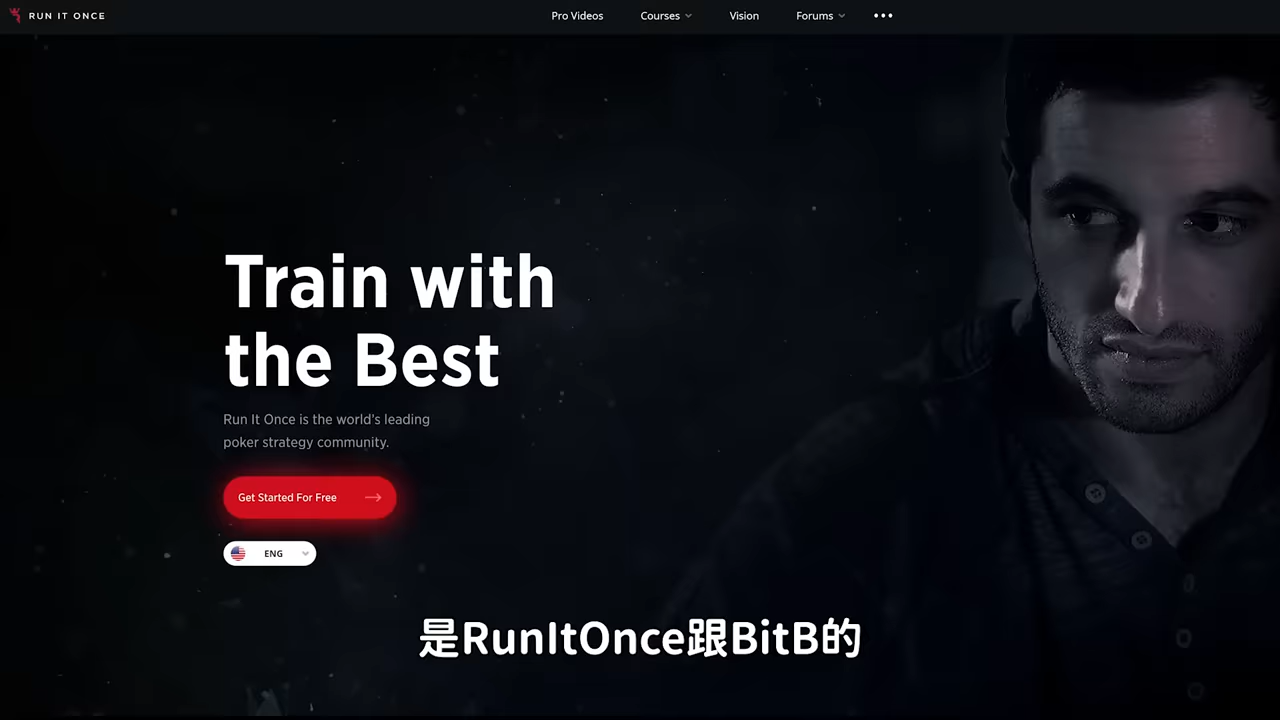 RUN IT ONCE
Pro Videos
Courses
Vision
Forums
Train with
the Best
Run It Once is the world's leading
poker strategy community.
Get Started For Free
ENG
是RunItOnce跟BitB的